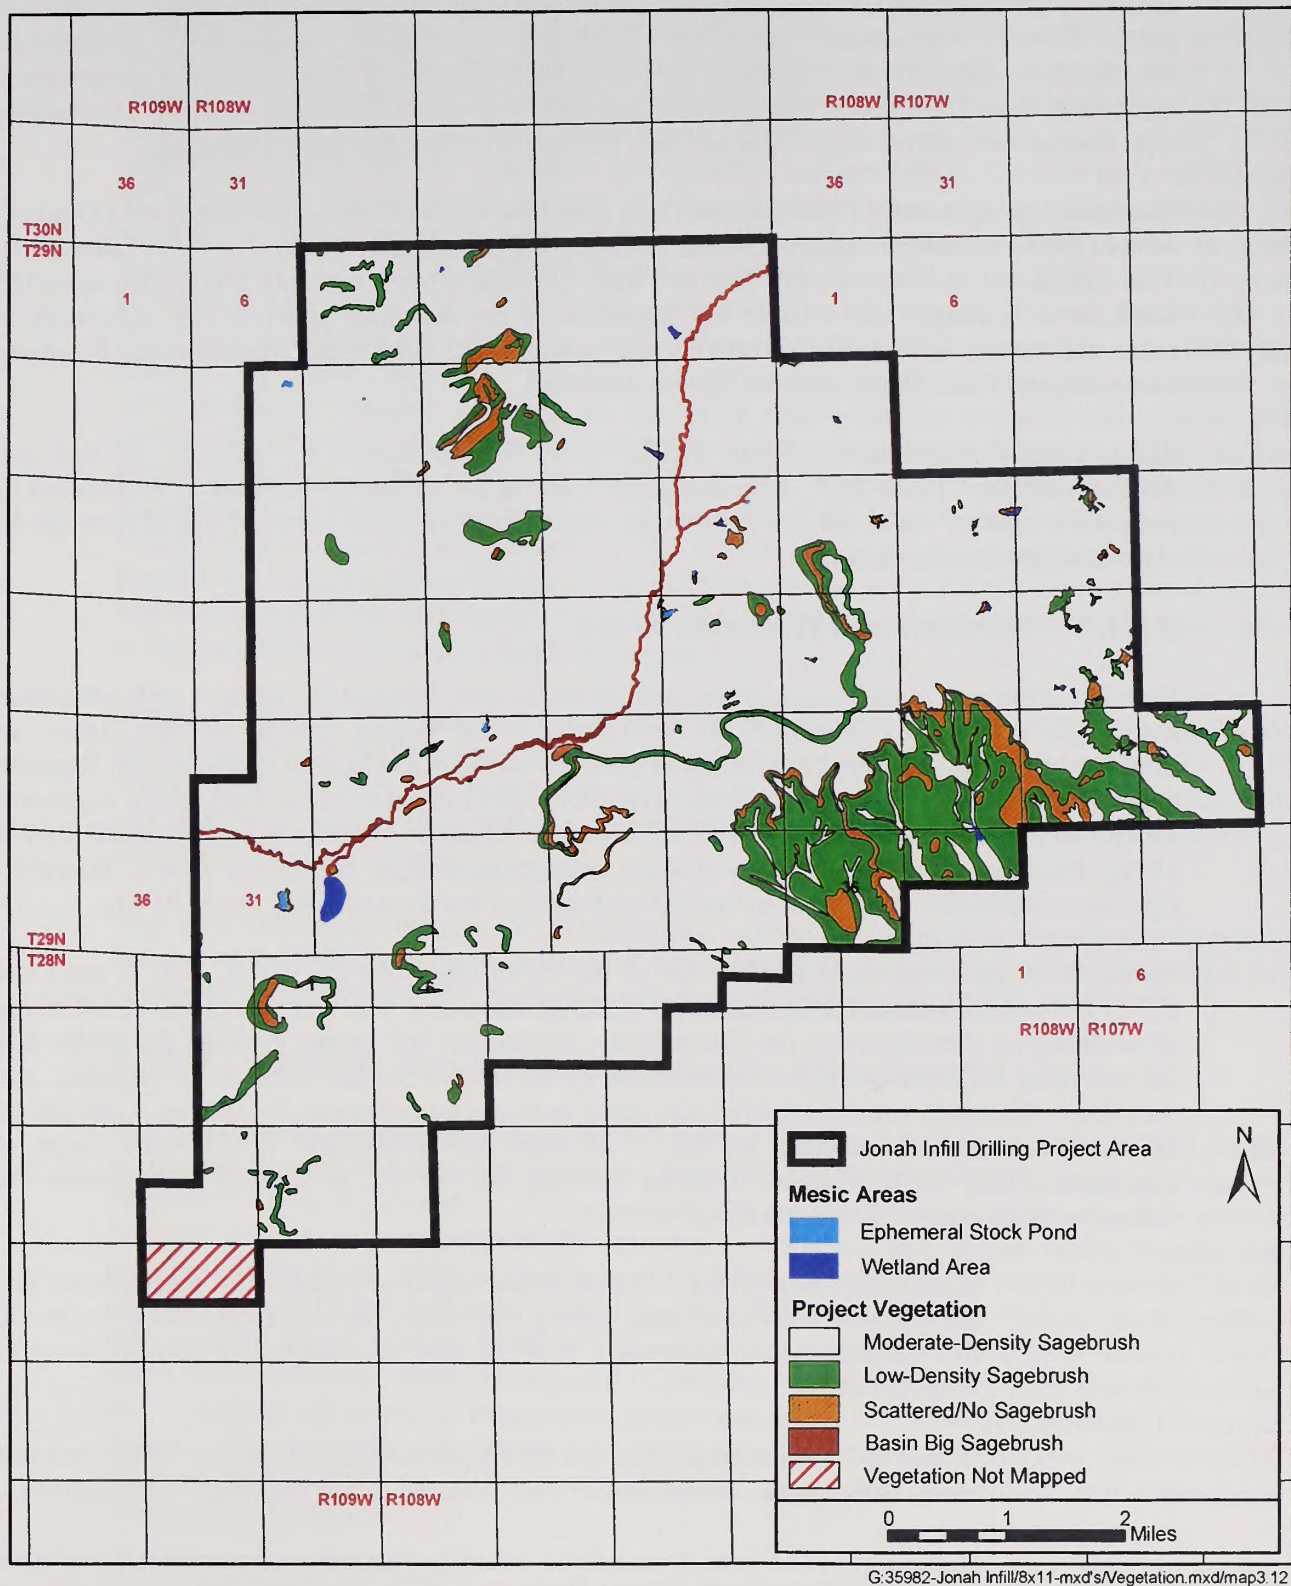 R109W R108W
R108W R107W
36 31
36 31
T30N
T29N
1 6
1 6
36 31
36
T29N
T28N
1 6
R108W R107W
Jonah Infill Drilling Project Area
N
Mesic Areas
Ephemeral Stock Pond
Wetland Area
Project Vegetation
Moderate-Density Sagebrush
Low-Density Sagebrush
Scattered/No Sagebrush
Basin Big Sagebrush
Vegetation Not Mapped
R109W R108W
0 1 2
Miles
G:35982-Jonah Infill/8x11-mxd's/Vegetation.mxd/map3.12